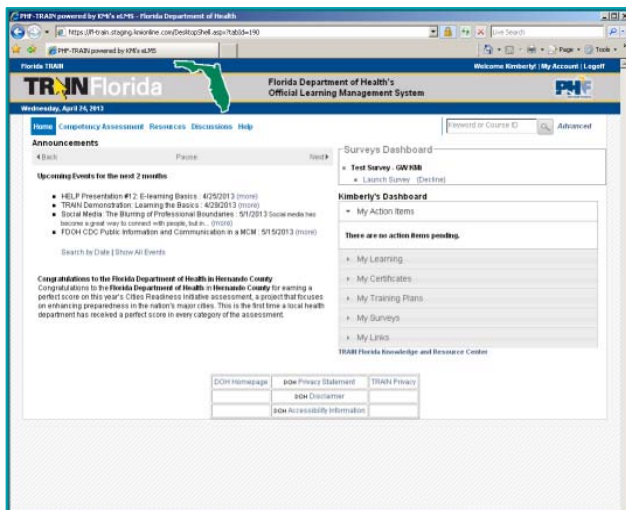 PHF-TRAIN powered by KMi's eLMS - Florida Department of Health
https://fl-train.staging.kmionline.com/DesktopShell.aspx?tabId=190
Live Search
PHF-TRAIN powered by KMi's eLMS
Page
Tools
Florida TRAIN
Welcome Kimberly! | My Account | Logoff
TRAIN Florida
Florida Department of Health's
Official Learning Management System
PHF
Wednesday, April 24, 2013
Home Competency Assessment Resources Discussions Help
Keyword or Course ID
Advanced
Announcements
Back Pause Next
Upcoming Events for the next 2 months
HELP Presentation #12: E-learning Basics : 4/25/2013 (more)
TRAIN Demonstration: Learning the Basics : 4/29/2013 (more)
Social Media: The Blurring of Professional Boundaries : 5/1/2013 Social media has
become a great way to connect with people, but in... (more)
FDOH CDC Public Information and Communication in a MCM : 5/15/2013 (more)
Search by Date | Show All Events
Congratulations to the Florida Department of Health in Hernando County
Congratulations to the Florida Department of Health in Hernando County for earning a
perfect score on this year's Cities Readiness Initiative assessment, a project that focuses
on enhancing preparedness in the nation's major cities. This is the first time a local health
department has received a perfect score in every category of the assessment.
Surveys Dashboard
Test Survey - GW KMi
Launch Survey (Decline)
Kimberly's Dashboard
My Action Items
There are no action items pending.
My Learning
My Certificates
My Training Plans
My Surveys
My Links
TRAIN Florida Knowledge and Resource Center
DOH Homepage DOH Privacy Statement TRAIN Privacy
DOH Disclaimer
DOH Accessibility Information